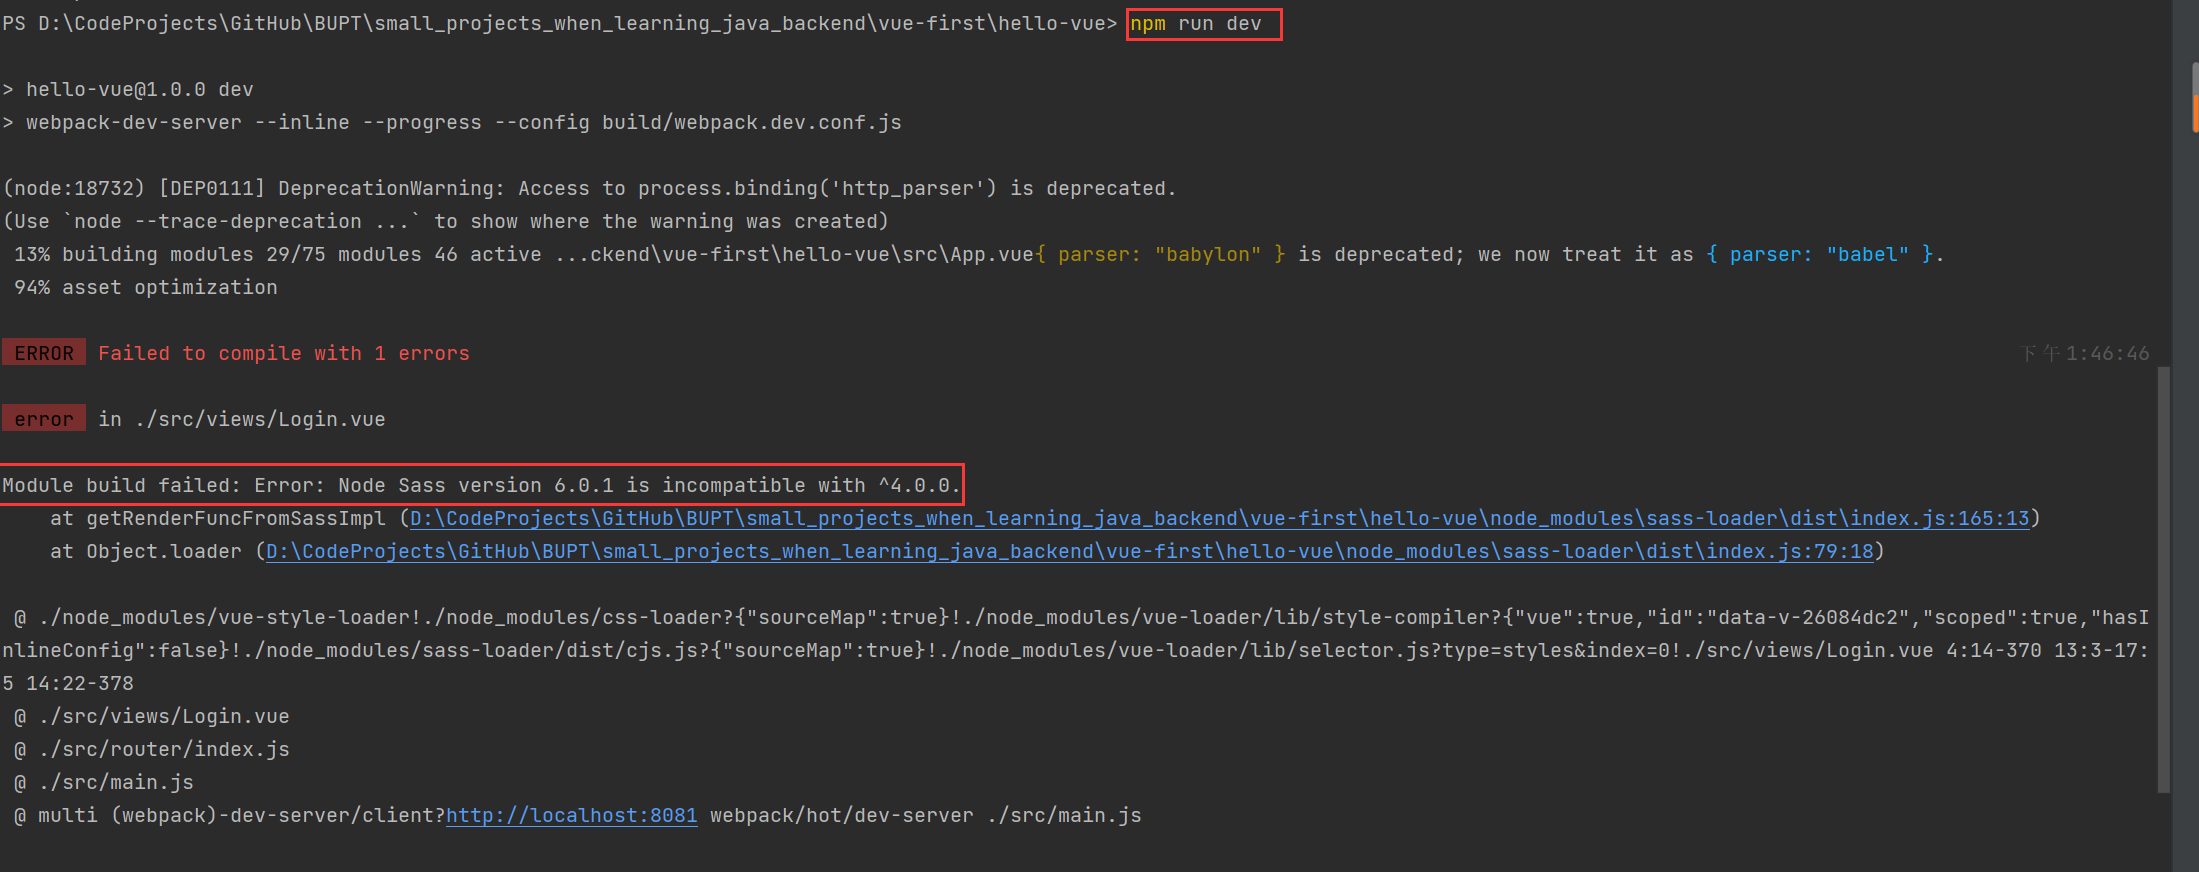 PS D:\CodeProjects\GitHub\BUPT\small_projects_when_learning_java_backend\vue-first\hello-vue> npm run dev
> hello-vue@1.0.0 dev
> webpack-dev-server --inline --progress --config build/webpack.dev.conf.js
(node:18732) [DEP0111] DeprecationWarning: Access to process.binding('http_parser') is deprecated.
(Use `node --trace-deprecation ...` to show where the warning was created)
13% building modules 29/75 modules 46 active ...ckend\vue-first\hello-vue\src\App.vue{ parser: "babylon" } is deprecated; we now treat it as { parser: "babel" }.
94% asset optimization
ERROR Failed to compile with 1 errors 下午1:46:46
error in ./src/views/Login.vue
Module build failed: Error: Node Sass version 6.0.1 is incompatible with ^4.0.0.
at getRenderFuncFromSassImpl (D:\CodeProjects\GitHub\BUPT\small_projects_when_learning_java_backend\vue-first\hello-vue\node_modules\sass-loader\dist\index.js:165:13)
at Object.loader (D:\CodeProjects\GitHub\BUPT\small_projects_when_learning_java_backend\vue-first\hello-vue\node_modules\sass-loader\dist\index.js:79:18)
@ ./node_modules/vue-style-loader!./node_modules/css-loader?{"sourceMap":true}!./node_modules/vue-loader/lib/style-compiler?{"vue":true,"id":"data-v-26084dc2","scoped":true,"hasI
nlineConfig":false}!./node_modules/sass-loader/dist/cjs.js?{"sourceMap":true}!./node_modules/vue-loader/lib/selector.js?type=styles&index=0!./src/views/Login.vue 4:14-370 13:3-17:
5 14:22-378
@ ./src/views/Login.vue
@ ./src/router/index.js
@ ./src/main.js
@ multi (webpack)-dev-server/client?http://localhost:8081 webpack/hot/dev-server ./src/main.js